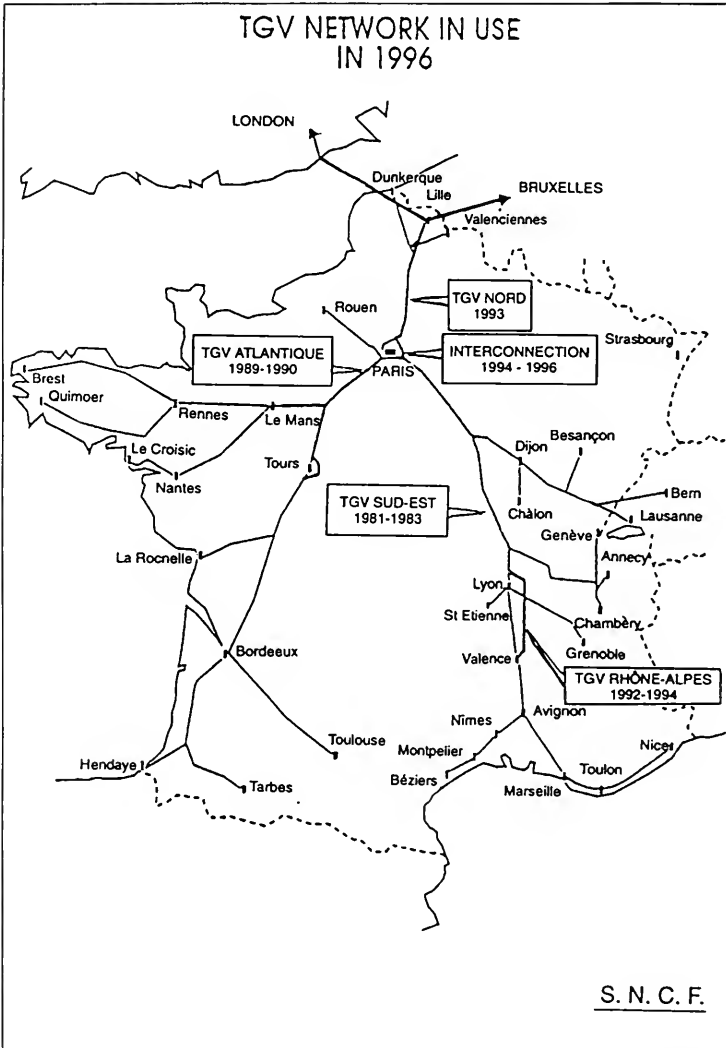 TGV NETWORK IN USE
IN 1996
LONDON
Dunkerque
Lille
BRUXELLES
Valenciennes
Rouen
TGV NORD
1993
Strasbourg
TGV ATLANTIQUE
1989-1990
INTERCONNECTION
1994 - 1996
PARIS
Brest
Quimoer
Rennes
Le Mans
Le Croisic
Nantes
Tours
Besançon
Dijon
Bern
TGV SUD-EST
1981-1983
Châlon
Lausanne
Genève
La Rocnelle
Annecy
Lyon
St Etienne
Chambèry
Grenoble
Bordeeux
Valence
TGV RHÔNE-ALPES
1992-1994
Avignon
Nîmes
Toulouse
Montpelier
Nice
Hendaye
Béziers
Toulon
Tarbes
Marseille
S. N. C. F.